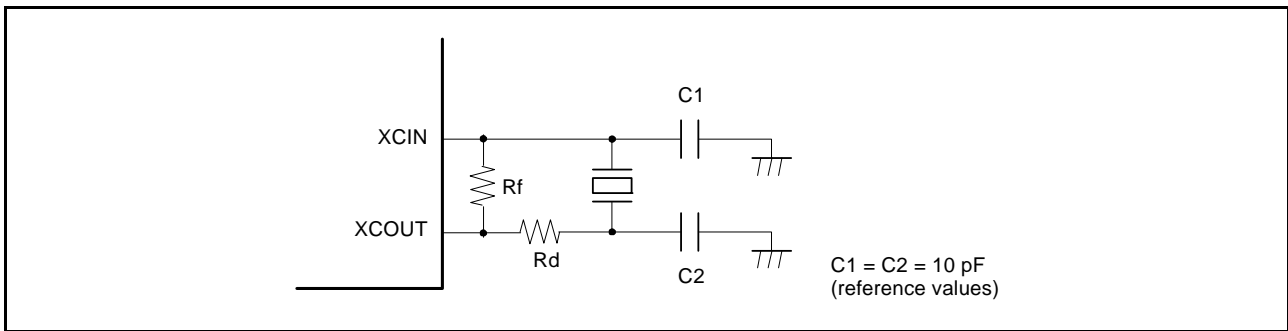 C1
XCIN
Rf
XCOUT
Rd
C2
C1 = C2 = 10 pF
(reference values)